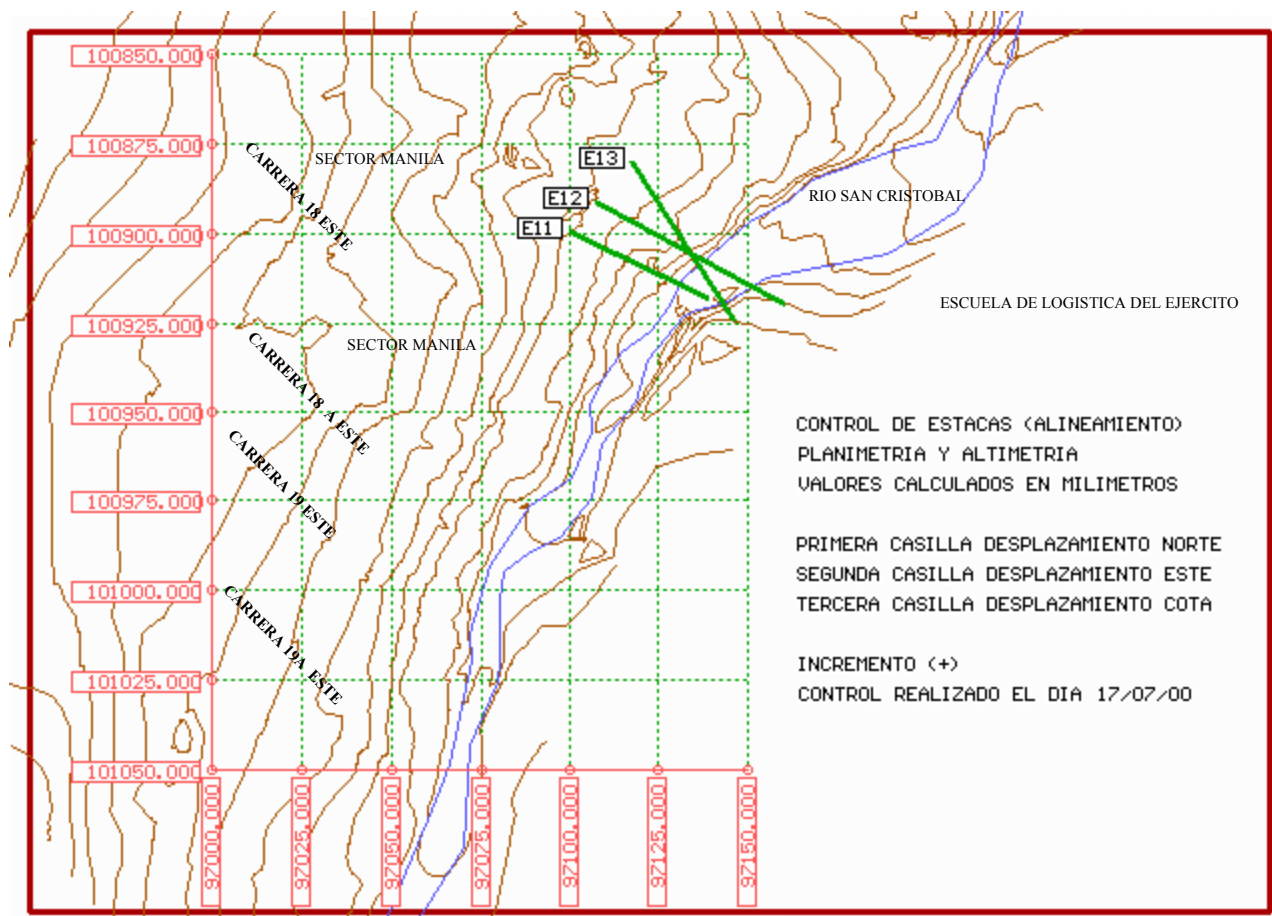 100850.000
100875.000
CARRERA 18 ESTE
SECTOR MANILA
E13
E12
E11
RIO SAN CRISTOBAL
100900.000
ESCUELA DE LOGISTICA DEL EJERCITO
100925.000
CARRERA 18 A ESTE
SECTOR MANILA
100950.000
CONTROL DE ESTACAS (ALINEAMIENTO)
PLANIMETRIA Y ALTIMETRIA
VALORES CALCULADOS EN MILIMETROS
CARRERA 19 ESTE
100975.000
PRIMERA CASILLA DESPLAZAMIENTO NORTE
SEGUNDA CASILLA DESPLAZAMIENTO ESTE
TERCERA CASILLA DESPLAZAMIENTO COTA
101000.000
CARRERA 19A ESTE
INCREMENTO (+)
CONTROL REALIZADO EL DIA 17/07/00
101025.000
101050.000
97000.000
97025.000
97050.000
97025.000
97100.000
97125.000
97150.000